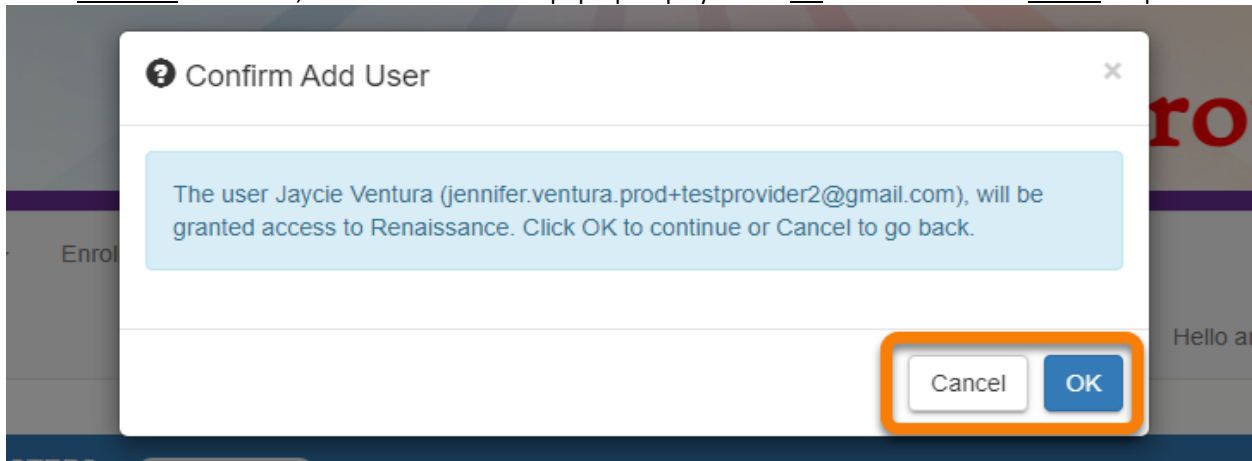 Confirm Add User
×
ro
The user Jaycie Ventura (jennifer.ventura.prod+testprovider2@gmail.com), will be
granted access to Renaissance. Click OK to continue or Cancel to go back.
Enrol
Hello a
Cancel
OK